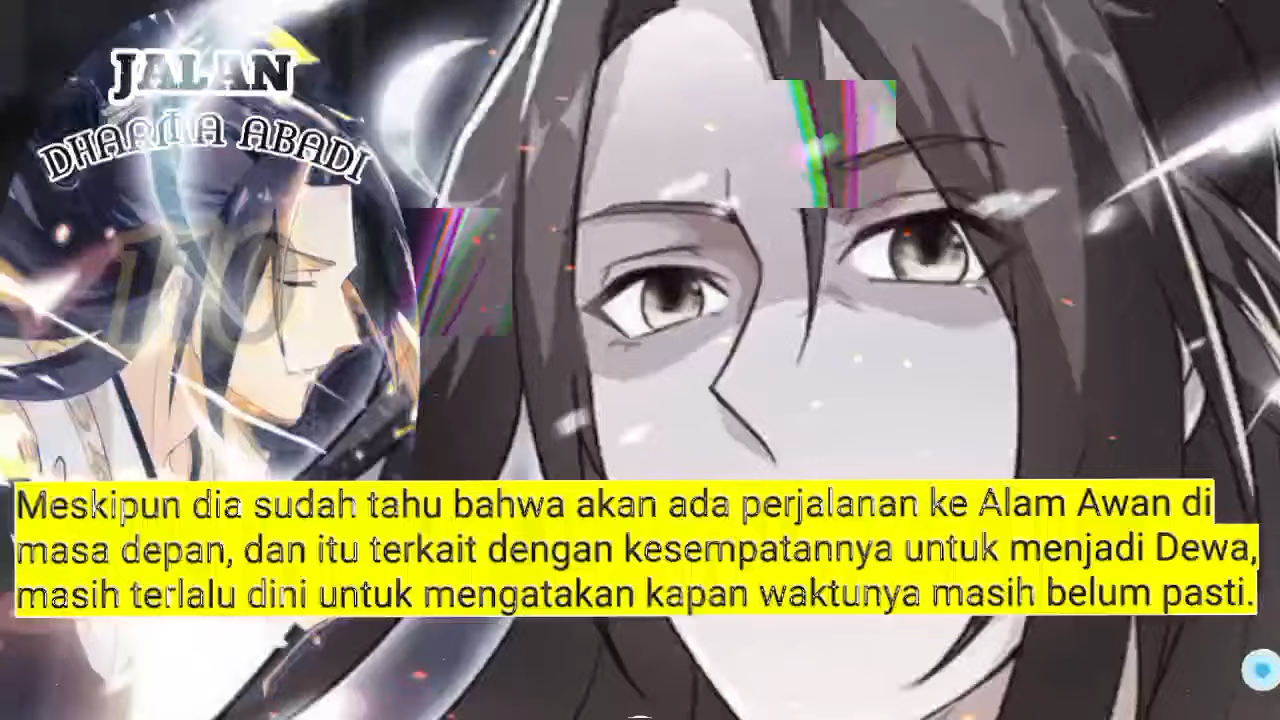 JALAN
DHARMA ABADI
Meskipun dia sudah tahu bahwa akan ada perjalanan ke Alam Awan di
masa depan, dan itu terkait dengan kesempatannya untuk menjadi Dewa,
masih terlalu dini untuk mengatakan kapan waktunya masih belum pasti.